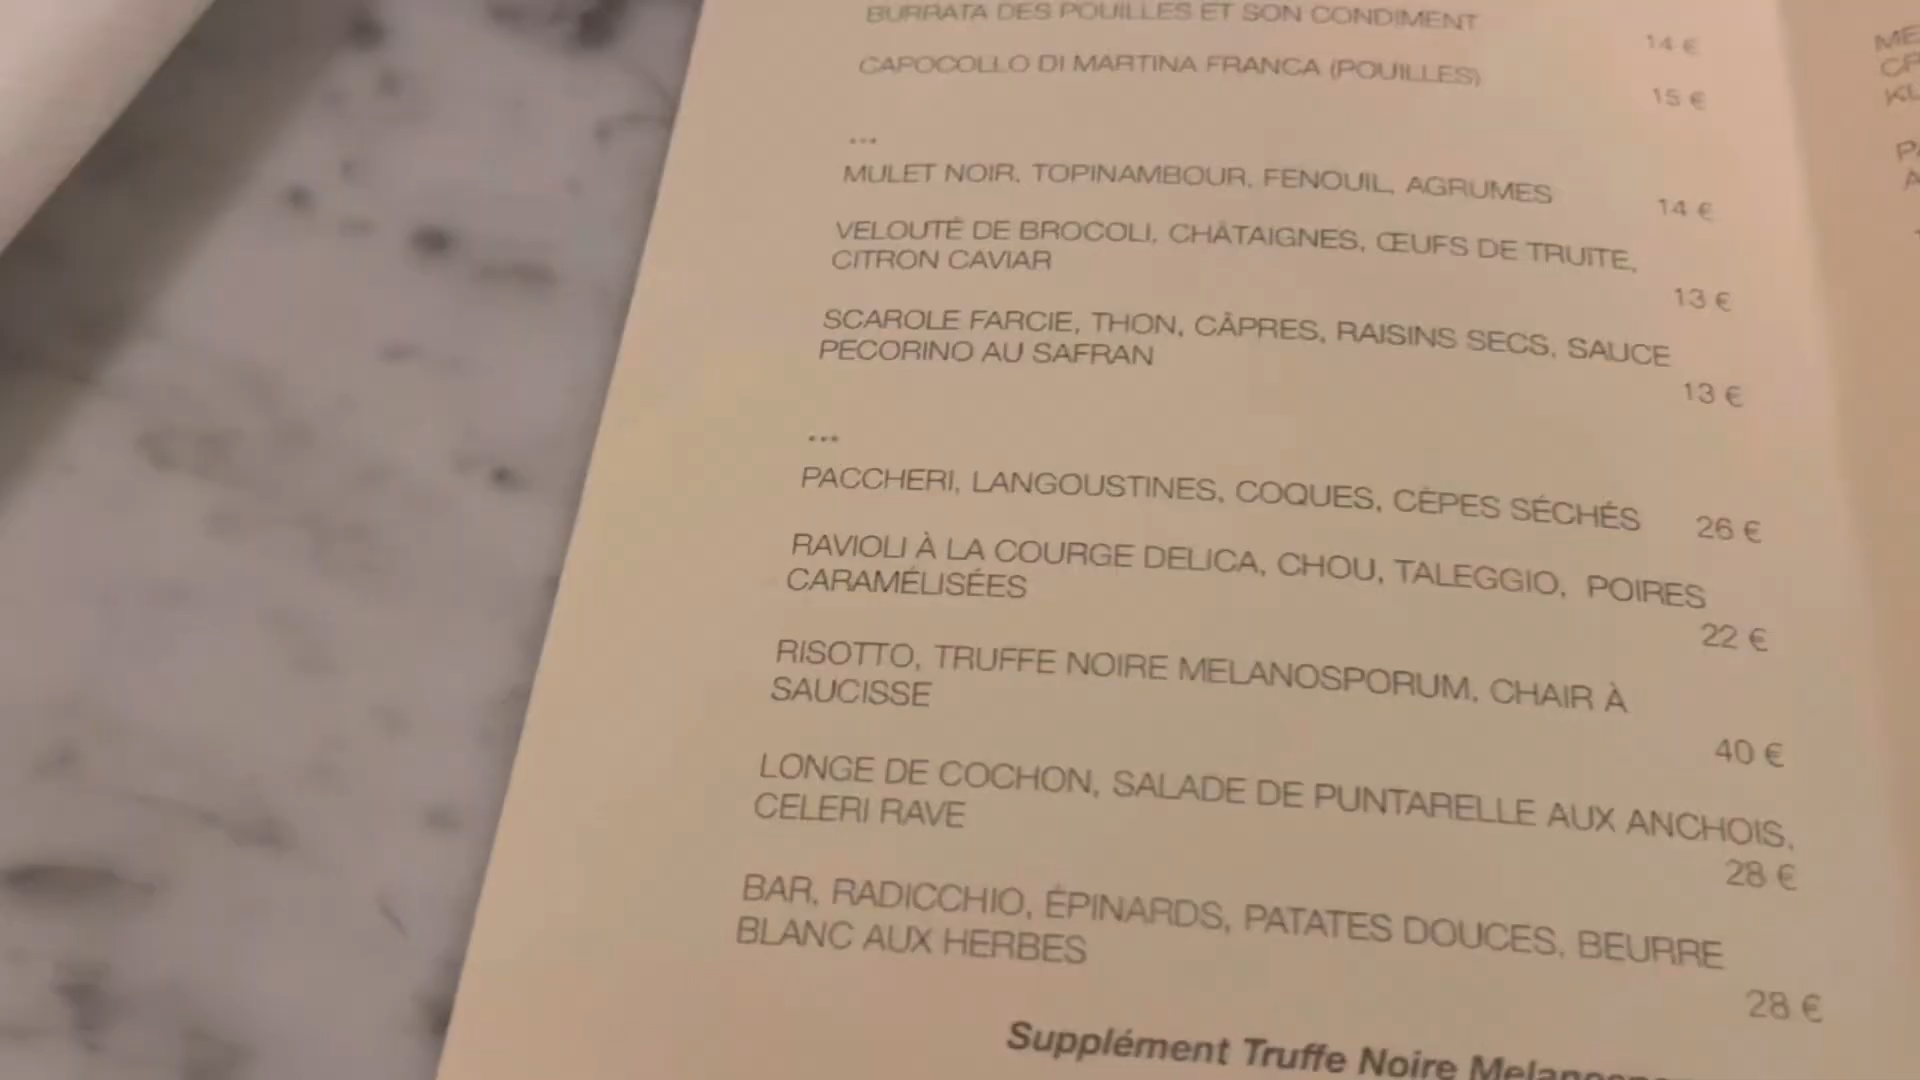 BURRATA DES POUILLES ET SON CONDIMENT
14 €
CAPOCOLLO DI MARTINA FRANCA (POUILLES)
15 €
...
MULET NOIR, TOPINAMBOUR, FENOUIL, AGRUMES
14 €
VELOUTÉ DE BROCOLI, CHÂTAIGNES, ŒUFS DE TRUITE,
CITRON CAVIAR
13 €
SCAROLE FARCIE, THON, CÂPRES, RAISINS SECS, SAUCE
PECORINO AU SAFRAN
13 €
...
PACCHERI, LANGOUSTINES, COQUES, CÈPES SÉCHÉS
26 €
RAVIOLI À LA COURGE DELICA, CHOU, TALEGGIO, POIRES
CARAMÉLISÉES
22 €
RISOTTO, TRUFFE NOIRE MELANOSPORUM, CHAIR À
SAUCISSE
40 €
LONGE DE COCHON, SALADE DE PUNTARELLE AUX ANCHOIS,
CELERI RAVE
28 €
BAR, RADICCHIO, ÉPINARDS, PATATES DOUCES, BEURRE
BLANC AUX HERBES
28 €
Supplément Truffe Noire